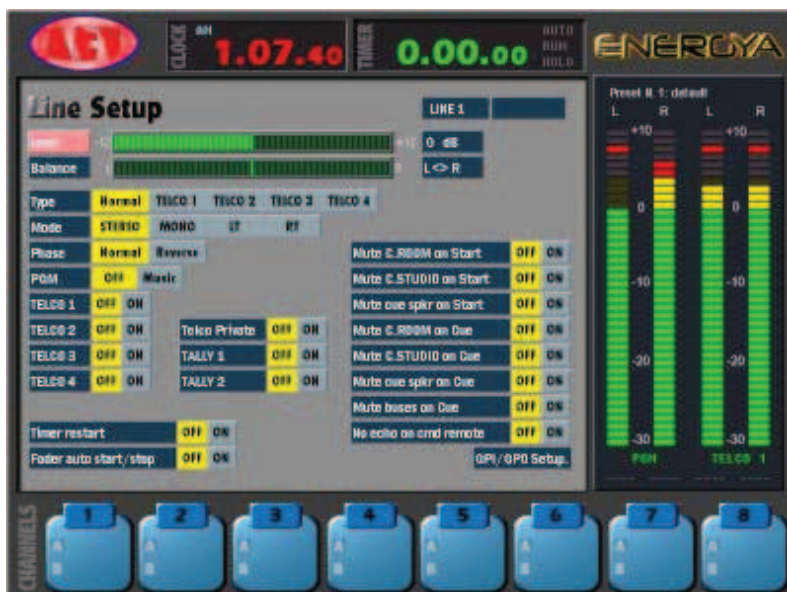 AEV
CLOCK
AM
1.07.40
TIMER
0.00.00
AUTO
RUN
HOLD
ENERGYA
Line Setup
LINE 1
Level -12 +12 0 dB
Balance L R L<>R
Type Normal TELCO 1 TELCO 2 TELCO 3 TELCO 4
Mode STEREO MONO LT RT
Phase Normal Reverse
PGM OFF Music
TELCO 1 OFF ON
TELCO 2 OFF ON
TELCO 3 OFF ON
TELCO 4 OFF ON
Telco Private OFF ON
TALLY 1 OFF ON
TALLY 2 OFF ON
Timer restart OFF ON
Fader auto start/stop OFF ON
Mute C.ROOM on Start OFF ON
Mute C.STUDIO on Start OFF ON
Mute cue spkr on Start OFF ON
Mute C.ROOM on Cue OFF ON
Mute C.STUDIO on Cue OFF ON
Mute cue spkr on Cue OFF ON
Mute buses on Cue OFF ON
No echo on cmd remote OFF ON
GPI/GPO Setup.
Preset N. 1: default
L R L R
+10 +10
0 0
-10 -10
-20 -20
-30 -30
PGM TELCO 1
CHANNELS
1 2 3 4 5 6 7 8
A A A A A A A A
B B B B B B B B